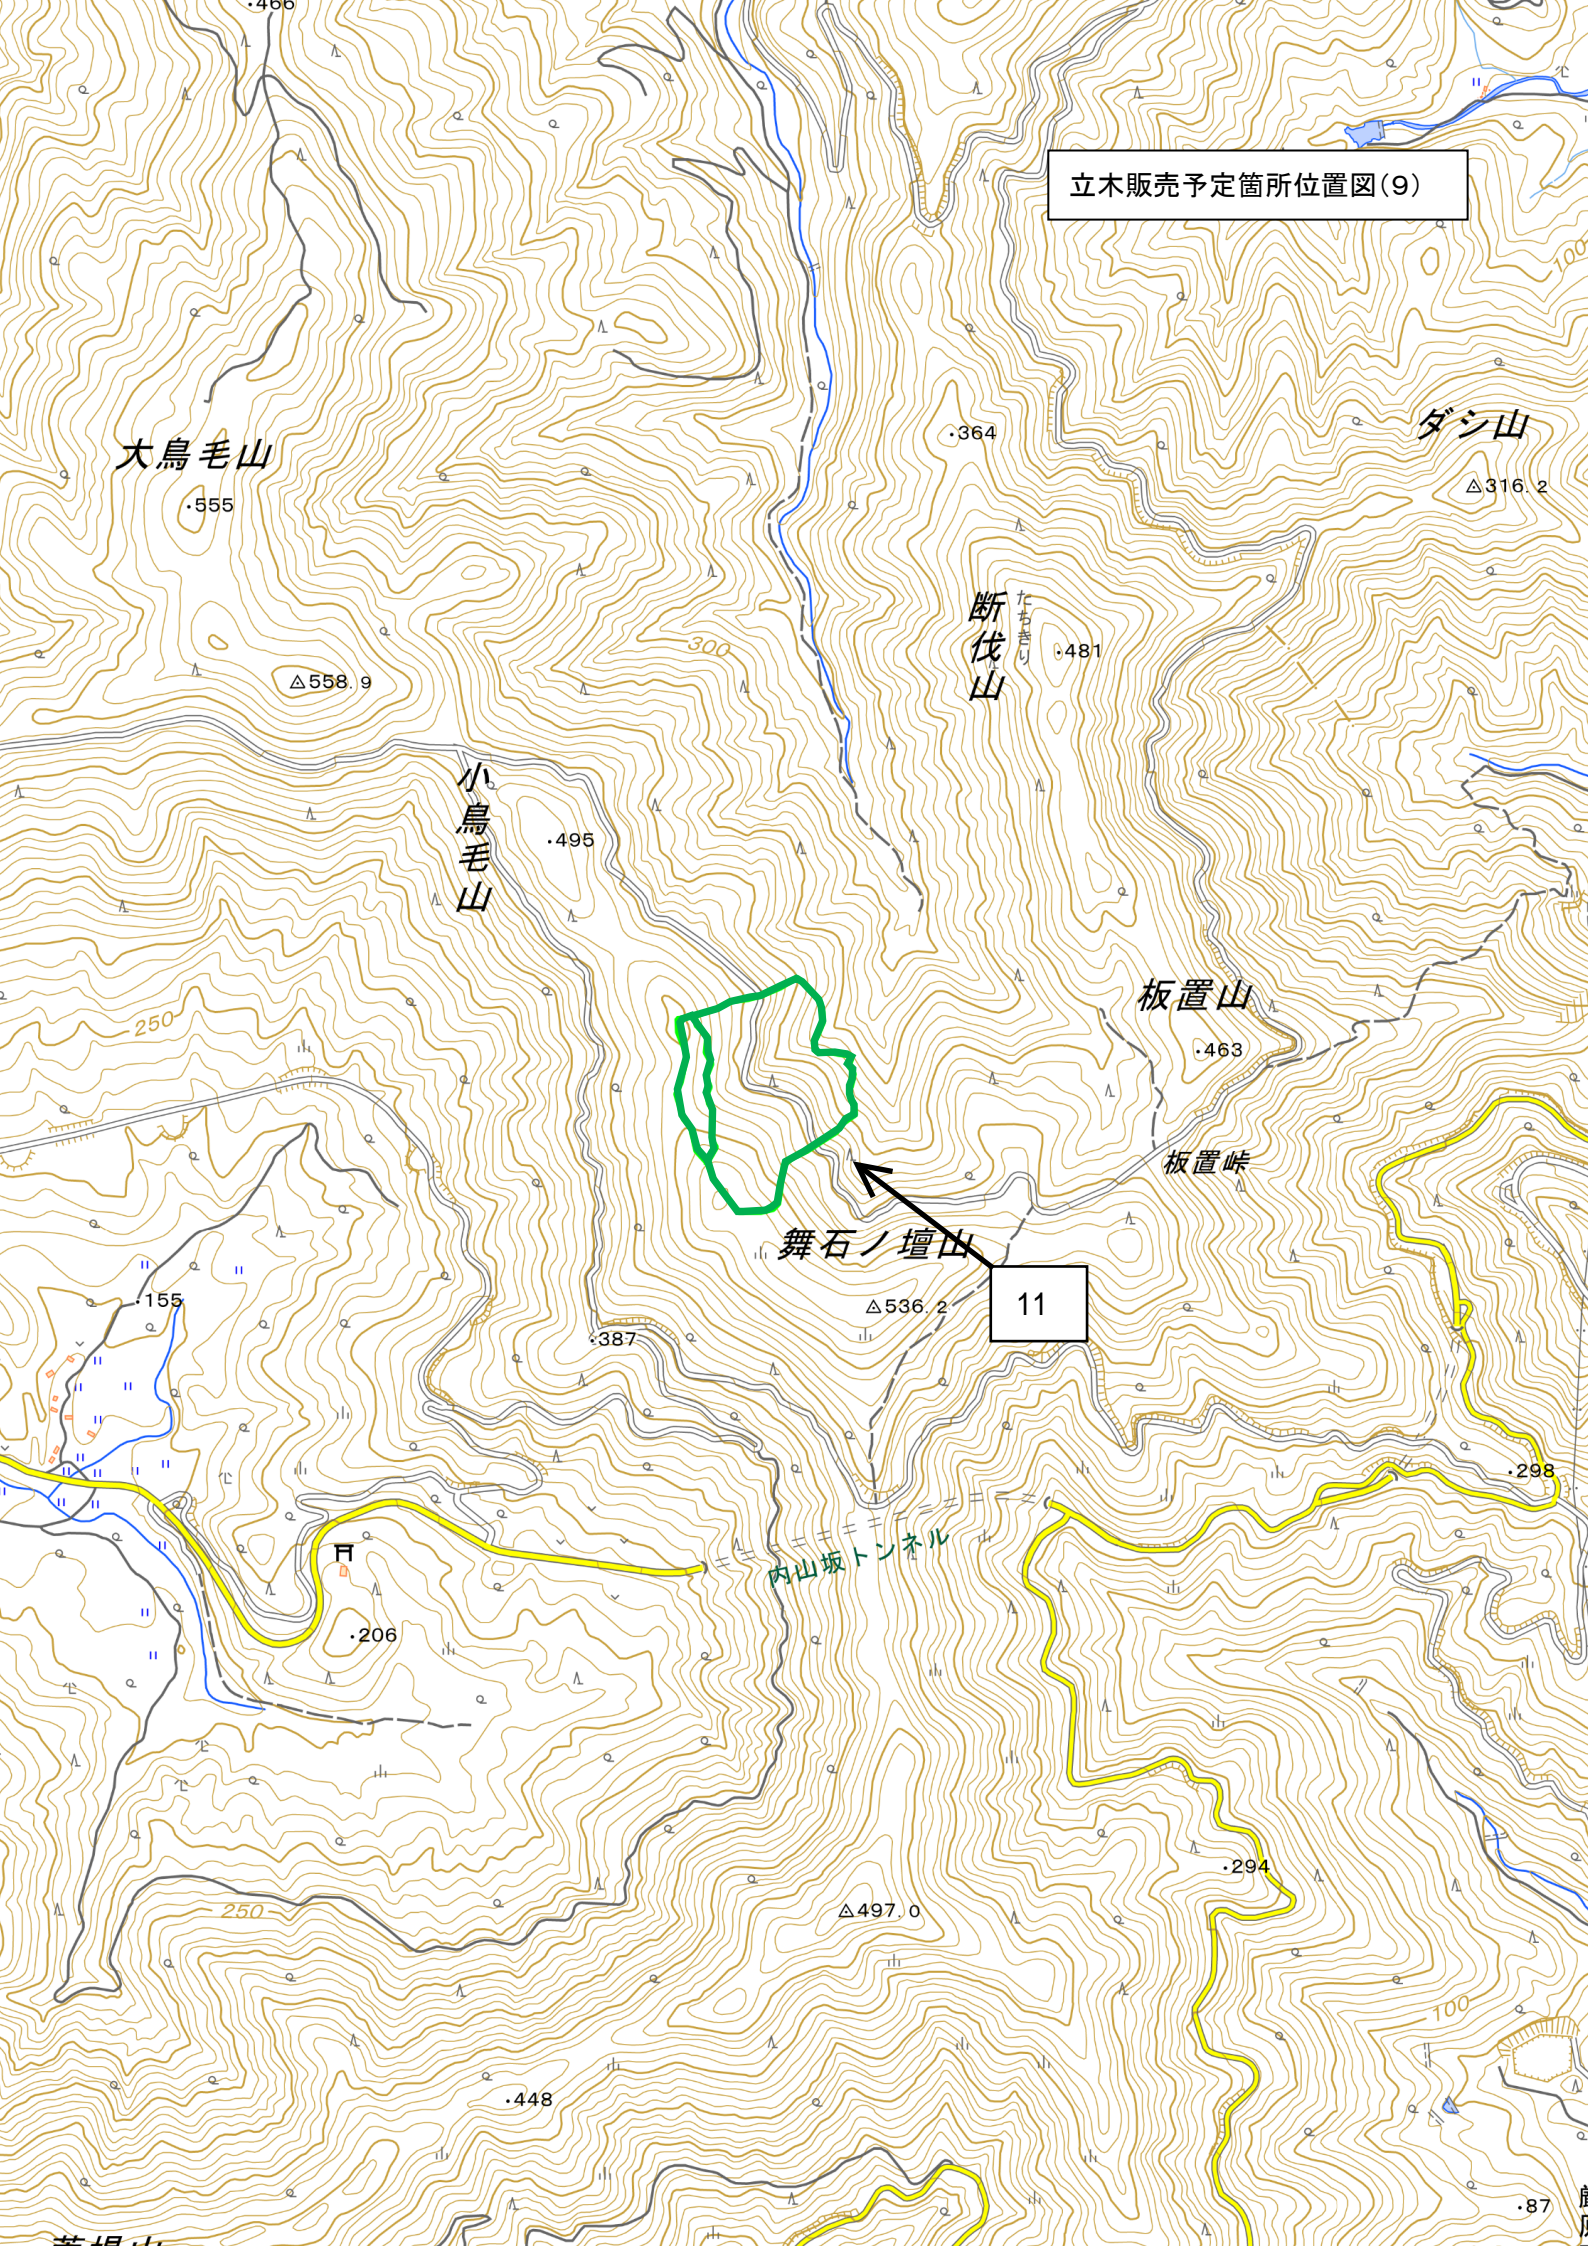 ・466
立木販売予定箇所位置図（９）
100
・364
ダシ山
大鳥毛山
・555
316.2
断伐山
たちきり
300
・481
558.9
小鳥毛山
・495
板置山
250
・463
板置峠
舞石ノ壇山
・155
536.2
11
・387
・298
内山坂トンネル
・206
・294
250
497.0
100
・448
・87